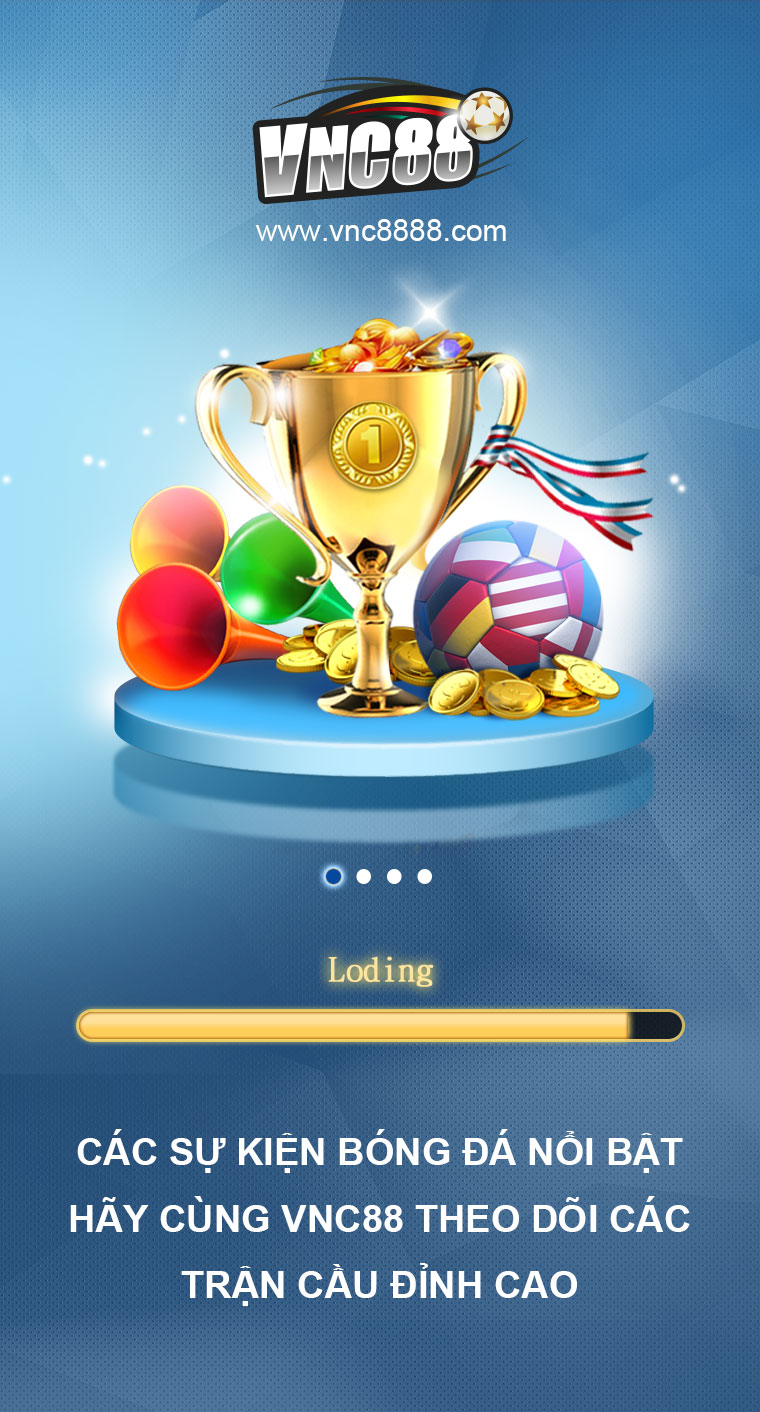 VNC88
www.vnc8888.com
1
Loding
CÁC SỰ KIỆN BÓNG ĐÁ NỔI BẬT
HÃY CÙNG VNC88 THEO DÕI CÁC
TRẬN CẦU ĐỈNH CAO